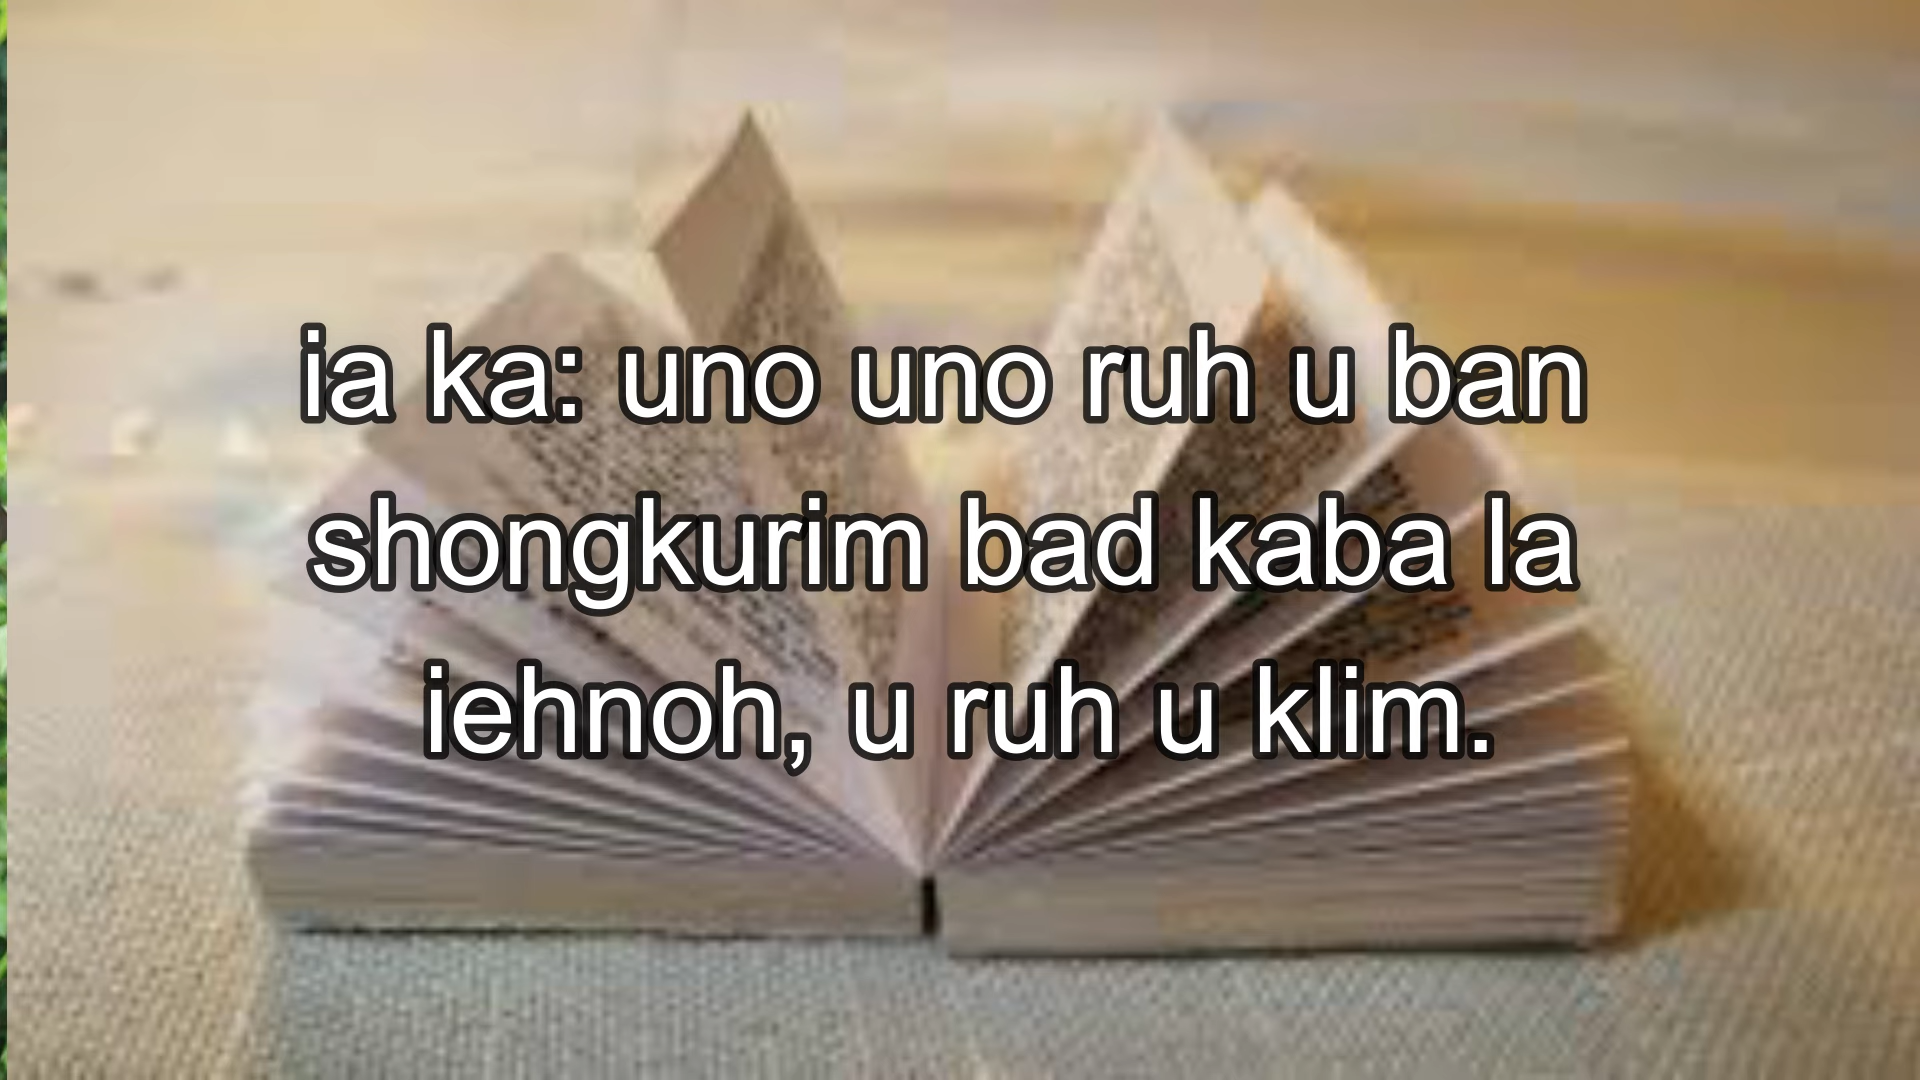 ia ka: uno uno ruh u ban
shongkurim bad kaba la
iehnoh, u ruh u klim.